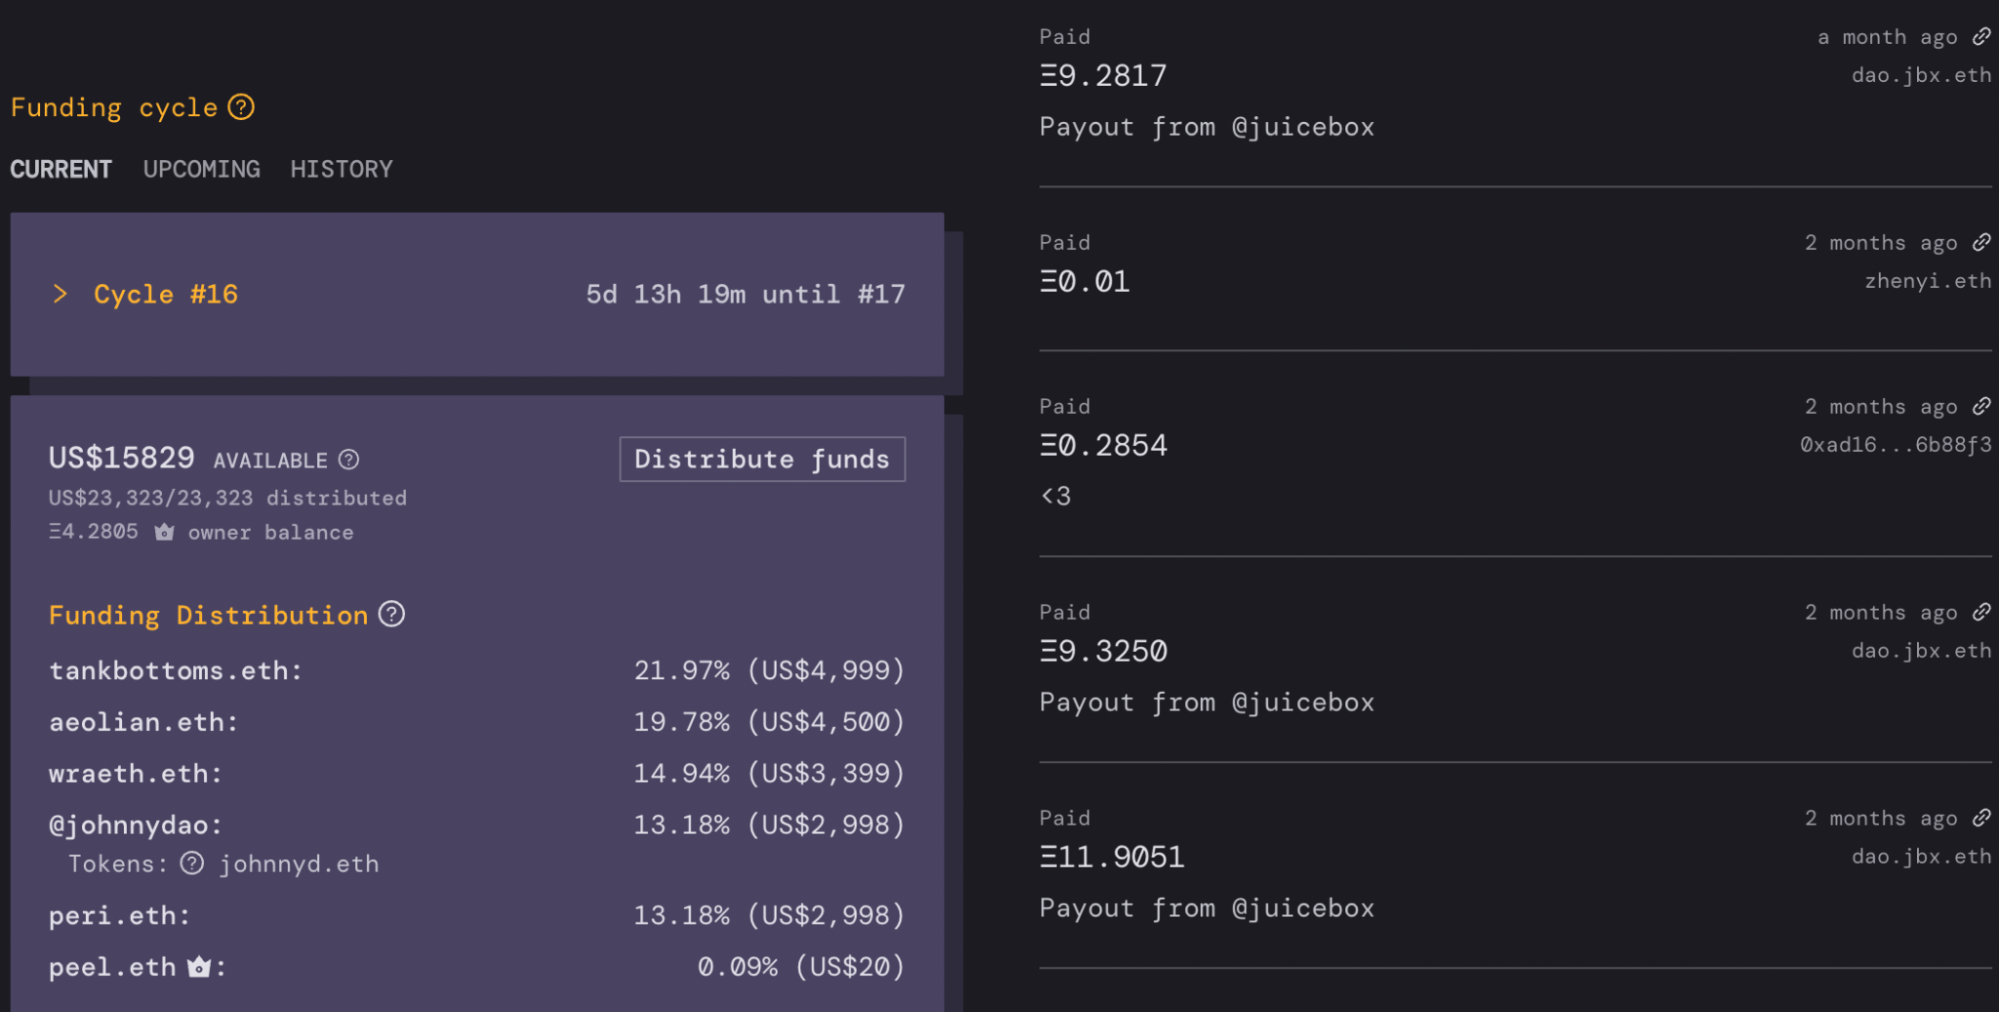 Funding cycle
CURRENT UPCOMING HISTORY
> Cycle #16 5d 13h 19m until #17
US$15829 AVAILABLE Distribute funds
US$23,323/23,323 distributed
Ξ4.2805 owner balance
Funding Distribution
tankbottoms.eth: 21.97% (US$4,999)
aeolian.eth: 19.78% (US$4,500)
wraeth.eth: 14.94% (US$3,399)
@johnnydao: 13.18% (US$2,998)
Tokens: johnnyd.eth
peri.eth: 13.18% (US$2,998)
peel.eth : 0.09% (US$20)
Paid a month ago
Ξ9.2817 dao.jbx.eth
Payout from @juicebox
Paid 2 months ago
Ξ0.01 zhenyi.eth
Paid 2 months ago
Ξ0.2854 0xad16...6b88f3
<3
Paid 2 months ago
Ξ9.3250 dao.jbx.eth
Payout from @juicebox
Paid 2 months ago
Ξ11.9051 dao.jbx.eth
Payout from @juicebox